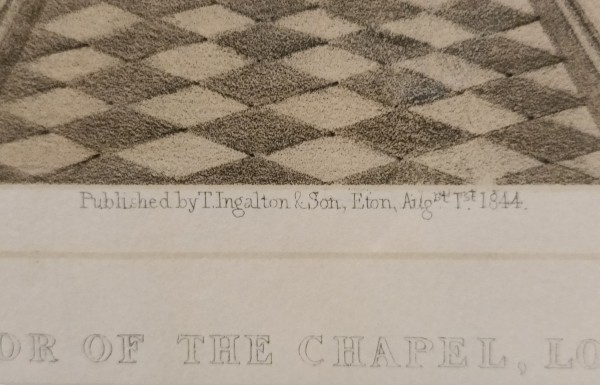 Published by T. Ingalton & Son, Eton, Augst 1st 1844.
OR OF THE CHAPEL, LO